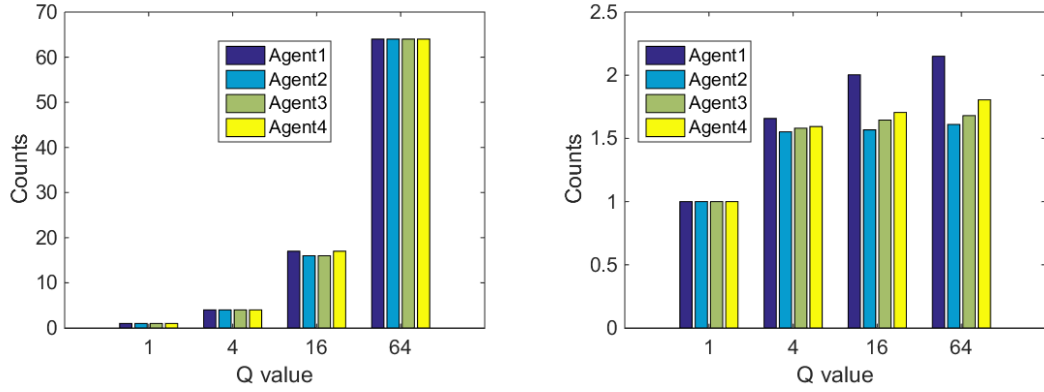 70
60
50
40
30
20
10
0
Counts
Agent1
Agent2
Agent3
Agent4
1 4 16 64
Q value
2.5
2
1.5
1
0.5
0
Counts
Agent1
Agent2
Agent3
Agent4
1 4 16 64
Q value